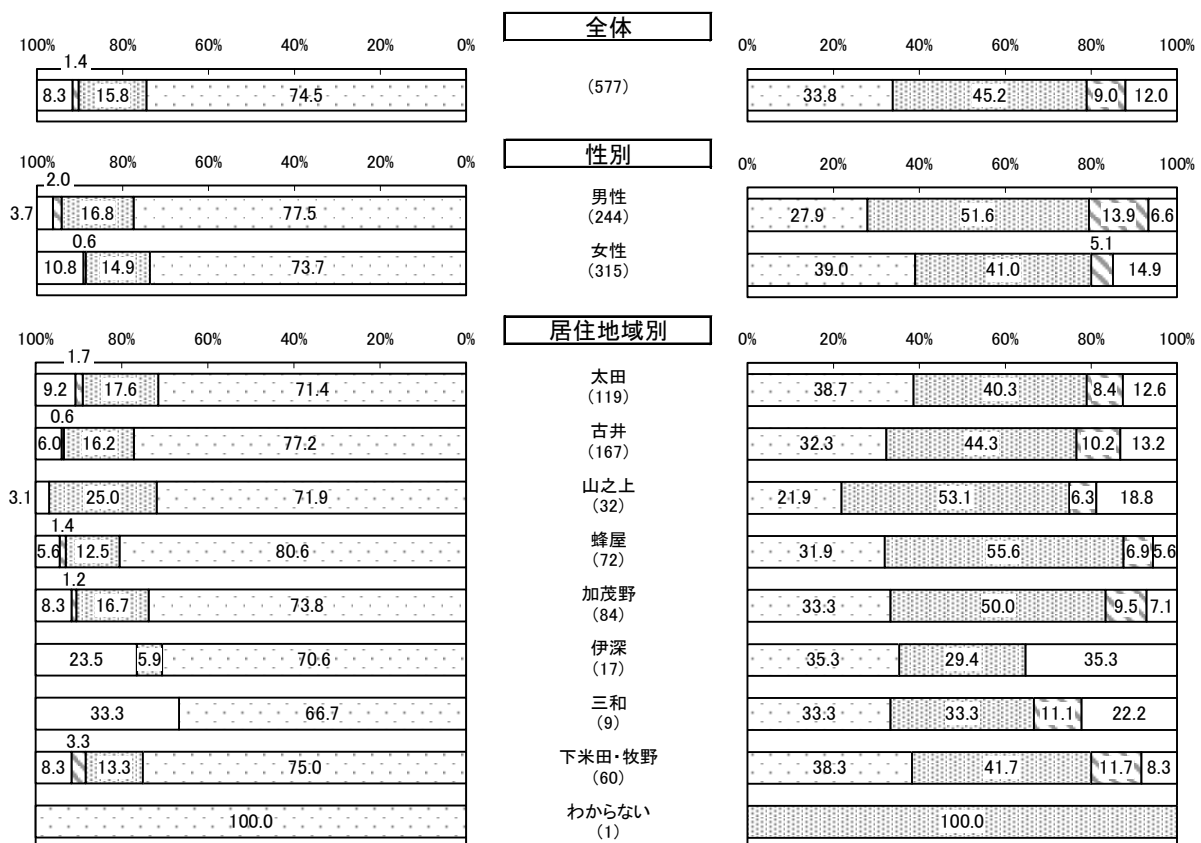 全体
100% 80% 60% 40% 20% 0% 0% 20% 40% 60% 80% 100%
1.4
8.3 15.8 74.5 (577) 33.8 45.2 9.0 12.0
性別
100% 80% 60% 40% 20% 0% 0% 20% 40% 60% 80% 100%
2.0
男性
3.7 16.8 77.5 (244) 27.9 51.6 13.9 6.6
0.6 女性 5.1
10.8 14.9 73.7 (315) 39.0 41.0 14.9
居住地域別
100% 80% 60% 40% 20% 0% 0% 20% 40% 60% 80% 100%
1.7
太田
9.2 17.6 71.4 (119) 38.7 40.3 8.4 12.6
0.6
古井
6.0 16.2 77.2 (167) 32.3 44.3 10.2 13.2
山之上
3.1 25.0 71.9 (32) 21.9 53.1 6.3 18.8
1.4
蜂屋
5.6 12.5 80.6 (72) 31.9 55.6 6.9 5.6
1.2
加茂野
8.3 16.7 73.8 (84) 33.3 50.0 9.5 7.1
伊深
23.5 5.9 70.6 (17) 35.3 29.4 35.3
三和
33.3 66.7 (9) 33.3 33.3 11.1 22.2
3.3
下米田・牧野
8.3 13.3 75.0 (60) 38.3 41.7 11.7 8.3
わからない
100.0 (1) 100.0